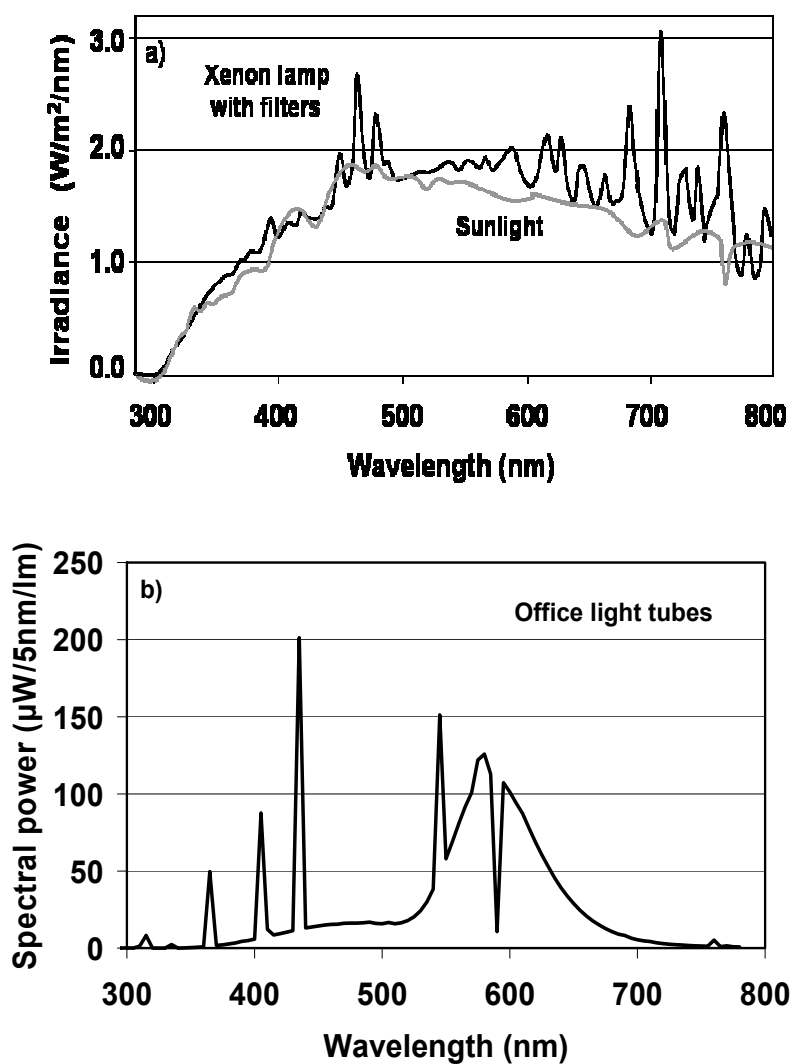 a)
Xenon lamp
with filters
Sunlight
Irradiance (W/m²/nm)
3.0
2.0
1.0
0.0
300 400 500 600 700 800
Wavelength (nm)
b)
Office light tubes
Spectral power (µW/5nm/lm)
250
200
150
100
50
0
300 400 500 600 700 800
Wavelength (nm)